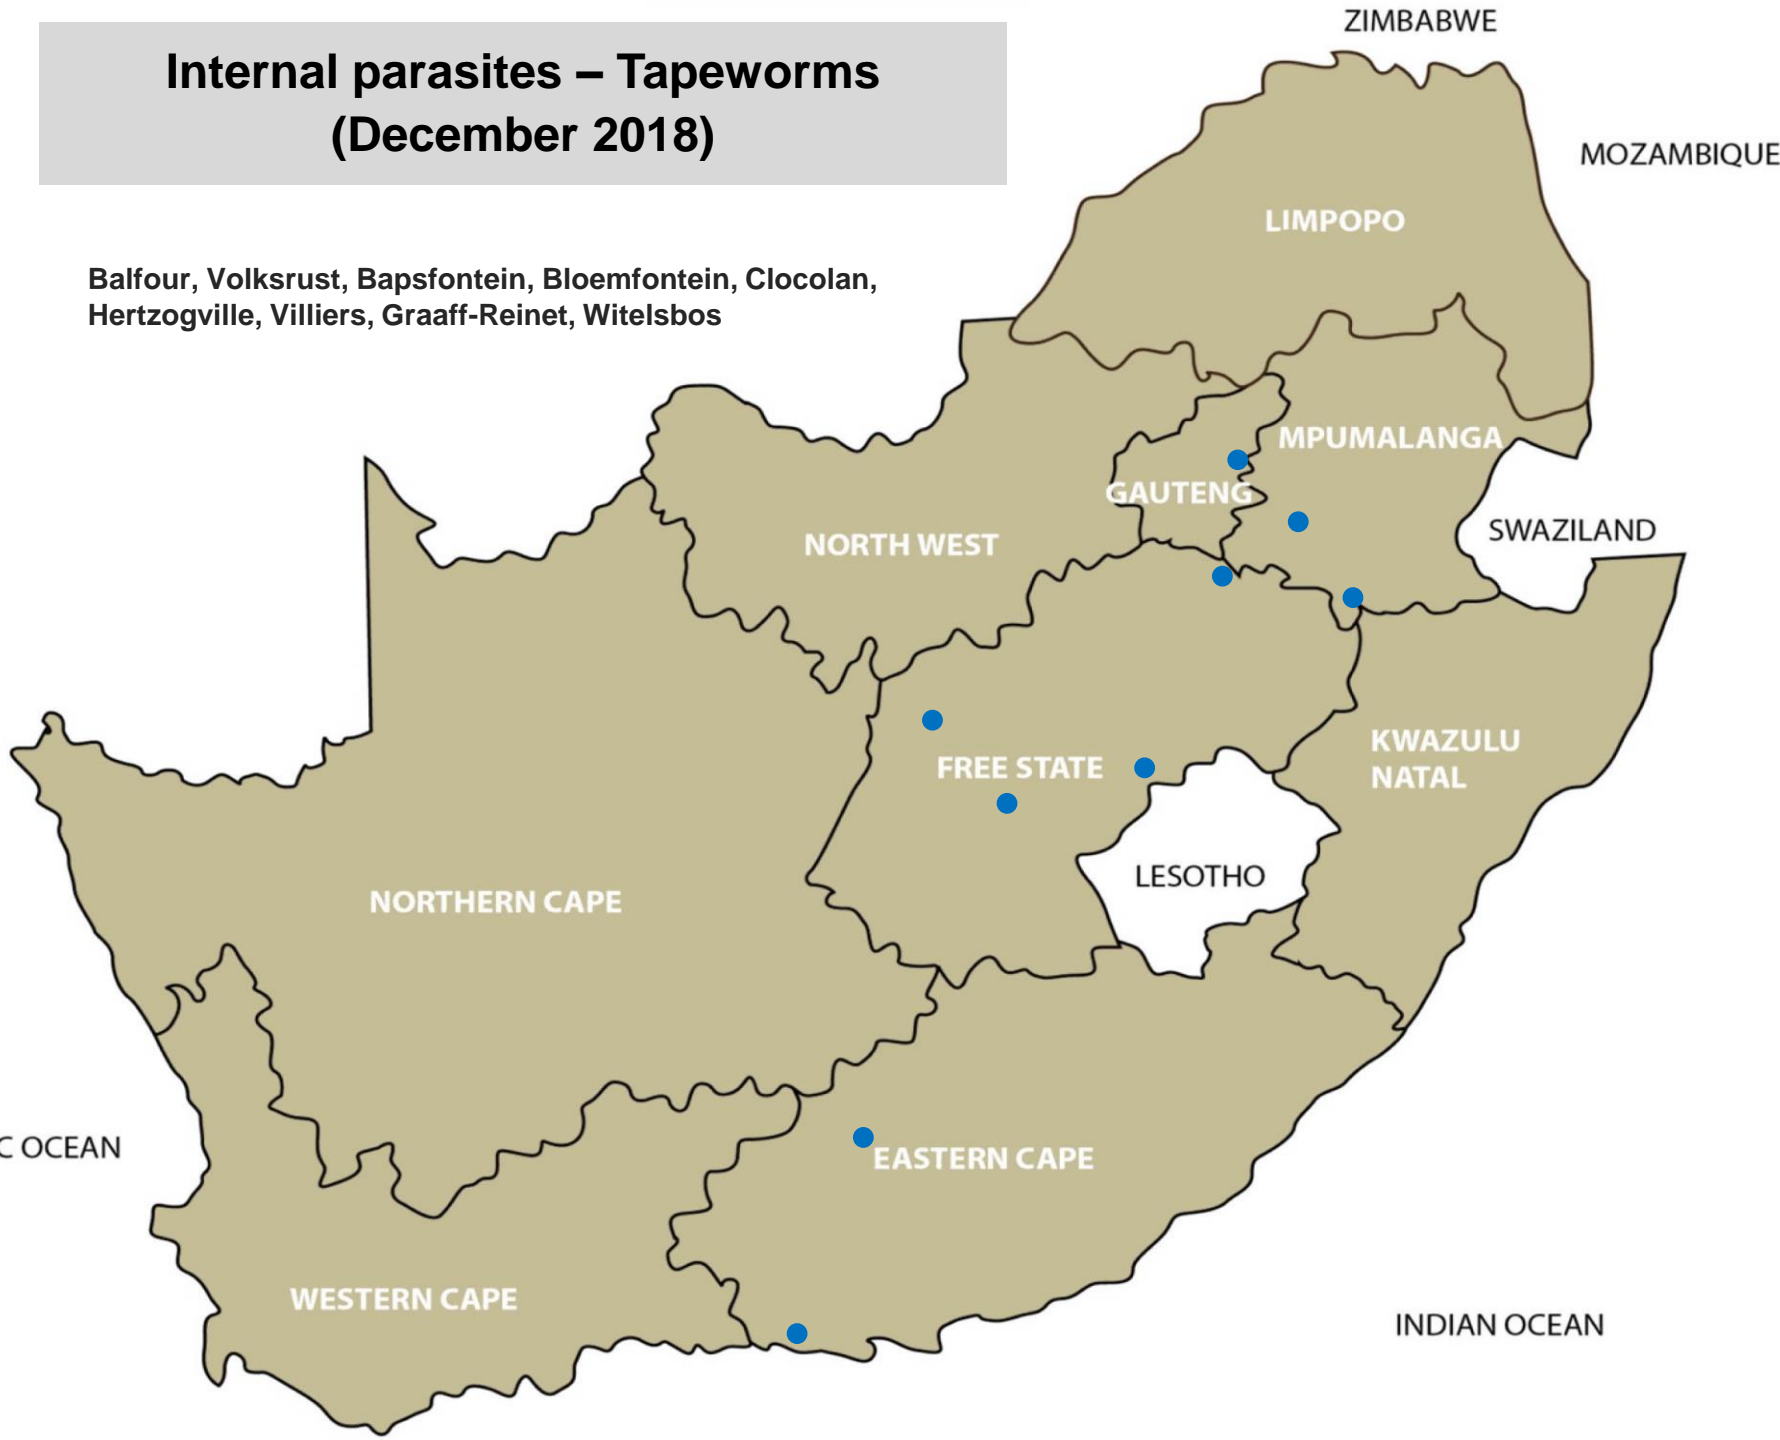 Internal parasites – Tapeworms
(December 2018)
Balfour, Volksrust, Bapsfontein, Bloemfontein, Clocolan,
Hertzogville, Villiers, Graaff-Reinet, Witelsbos
ZIMBABWE
MOZAMBIQUE
LIMPOPO
MPUMALANGA
GAUTENG
SWAZILAND
NORTH WEST
KWAZULU
NATAL
FREE STATE
LESOTHO
NORTHERN CAPE
C OCEAN
EASTERN CAPE
WESTERN CAPE
INDIAN OCEAN